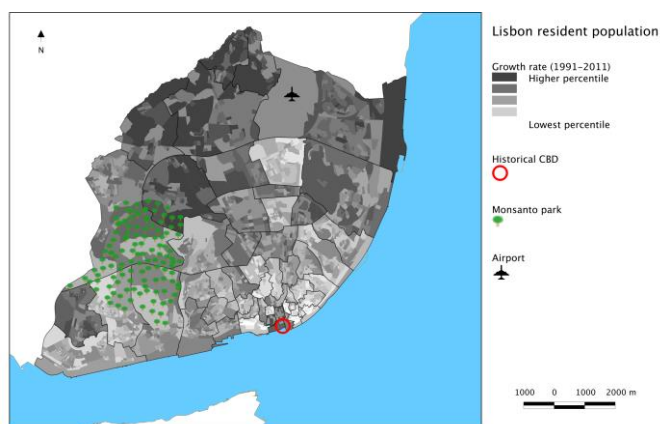 N
Lisbon resident population
Growth rate (1991-2011)
Higher percentile
Lowest percentile
Historical CBD
Monsanto park
Airport
1000 0 1000 2000 m